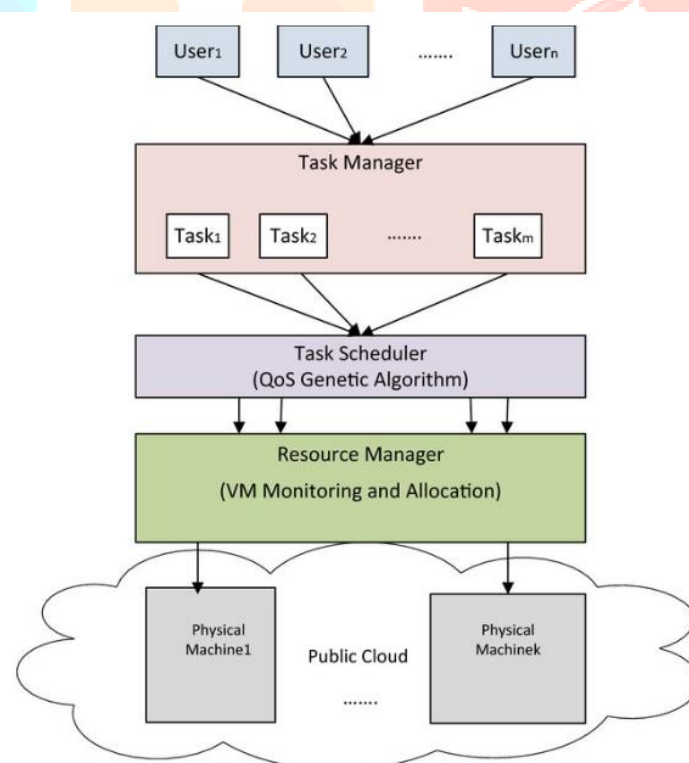 User1 User2 ....... Usern
Task Manager
Task1 Task2 ....... Taskm
Task Scheduler
(QoS Genetic Algorithm)
Resource Manager
(VM Monitoring and Allocation)
Physical
Machine1
Public Cloud
.......
Physical
Machinek